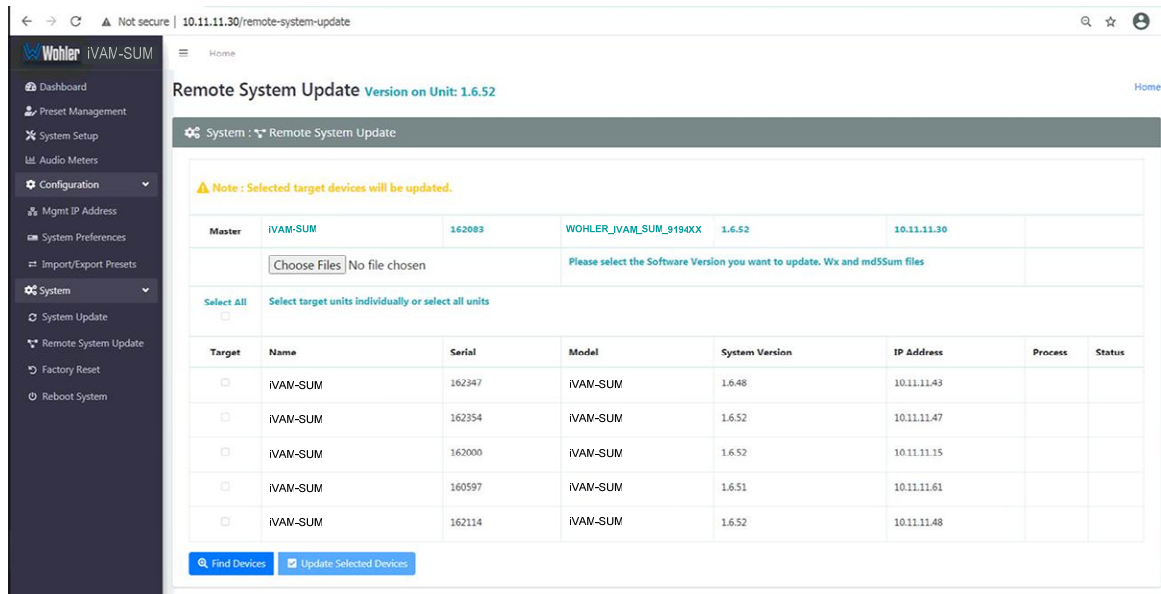 Not secure | 10.11.11.30/remote-system-update
Wohler iVAM-SUM
Home
Dashboard
Preset Management
System Setup
Audio Meters
Configuration
Mgmt IP Address
System Preferences
Import/Export Presets
System
System Update
Remote System Update
Factory Reset
Reboot System
Remote System Update Version on Unit: 1.6.52
Home
System : Remote System Update
Note : Selected target devices will be updated.
Master iVAM-SUM 162083 WOHLER_IVAM_SUM_9194XX 1.6.52 10.11.11.30
Choose Files No file chosen Please select the Software Version you want to update. Wx and md5Sum files
Select All Select target units individually or select all units
Target Name Serial Model System Version IP Address Process Status
iVAM-SUM 162347 iVAM-SUM 1.6.48 10.11.11.43
iVAM-SUM 162354 iVAM-SUM 1.6.52 10.11.11.47
iVAM-SUM 162000 iVAM-SUM 1.6.52 10.11.11.15
iVAM-SUM 160597 iVAM-SUM 1.6.51 10.11.11.61
iVAM-SUM 162114 iVAM-SUM 1.6.52 10.11.11.48
Find Devices Update Selected Devices